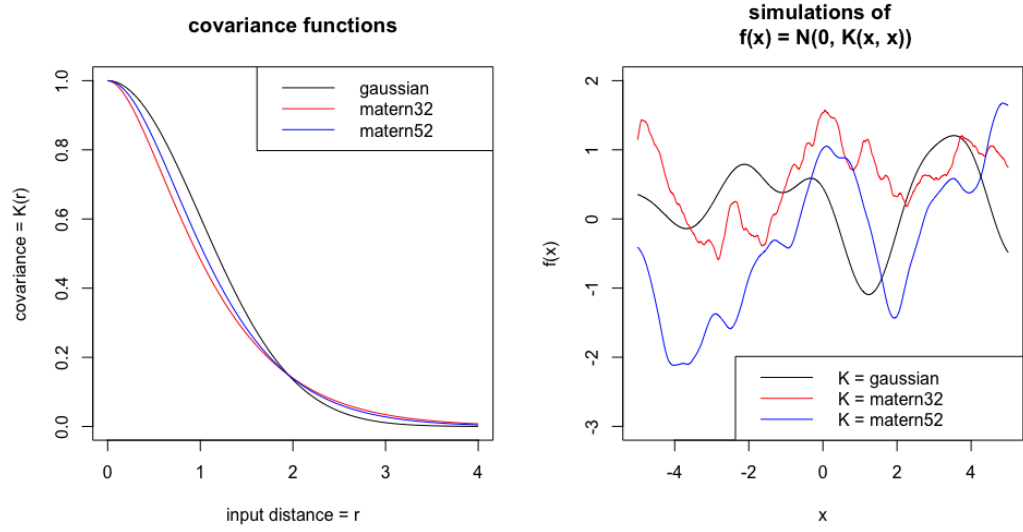 covariance functions
gaussian
matern32
matern52
covariance = K(r)
0.0
0.2
0.4
0.6
0.8
1.0
0
1
2
3
4
input distance = r
simulations of
f(x) = N(0, K(x, x))
f(x)
2
1
0
-1
-2
-3
K = gaussian
K = matern32
K = matern52
-4
-2
0
2
4
x